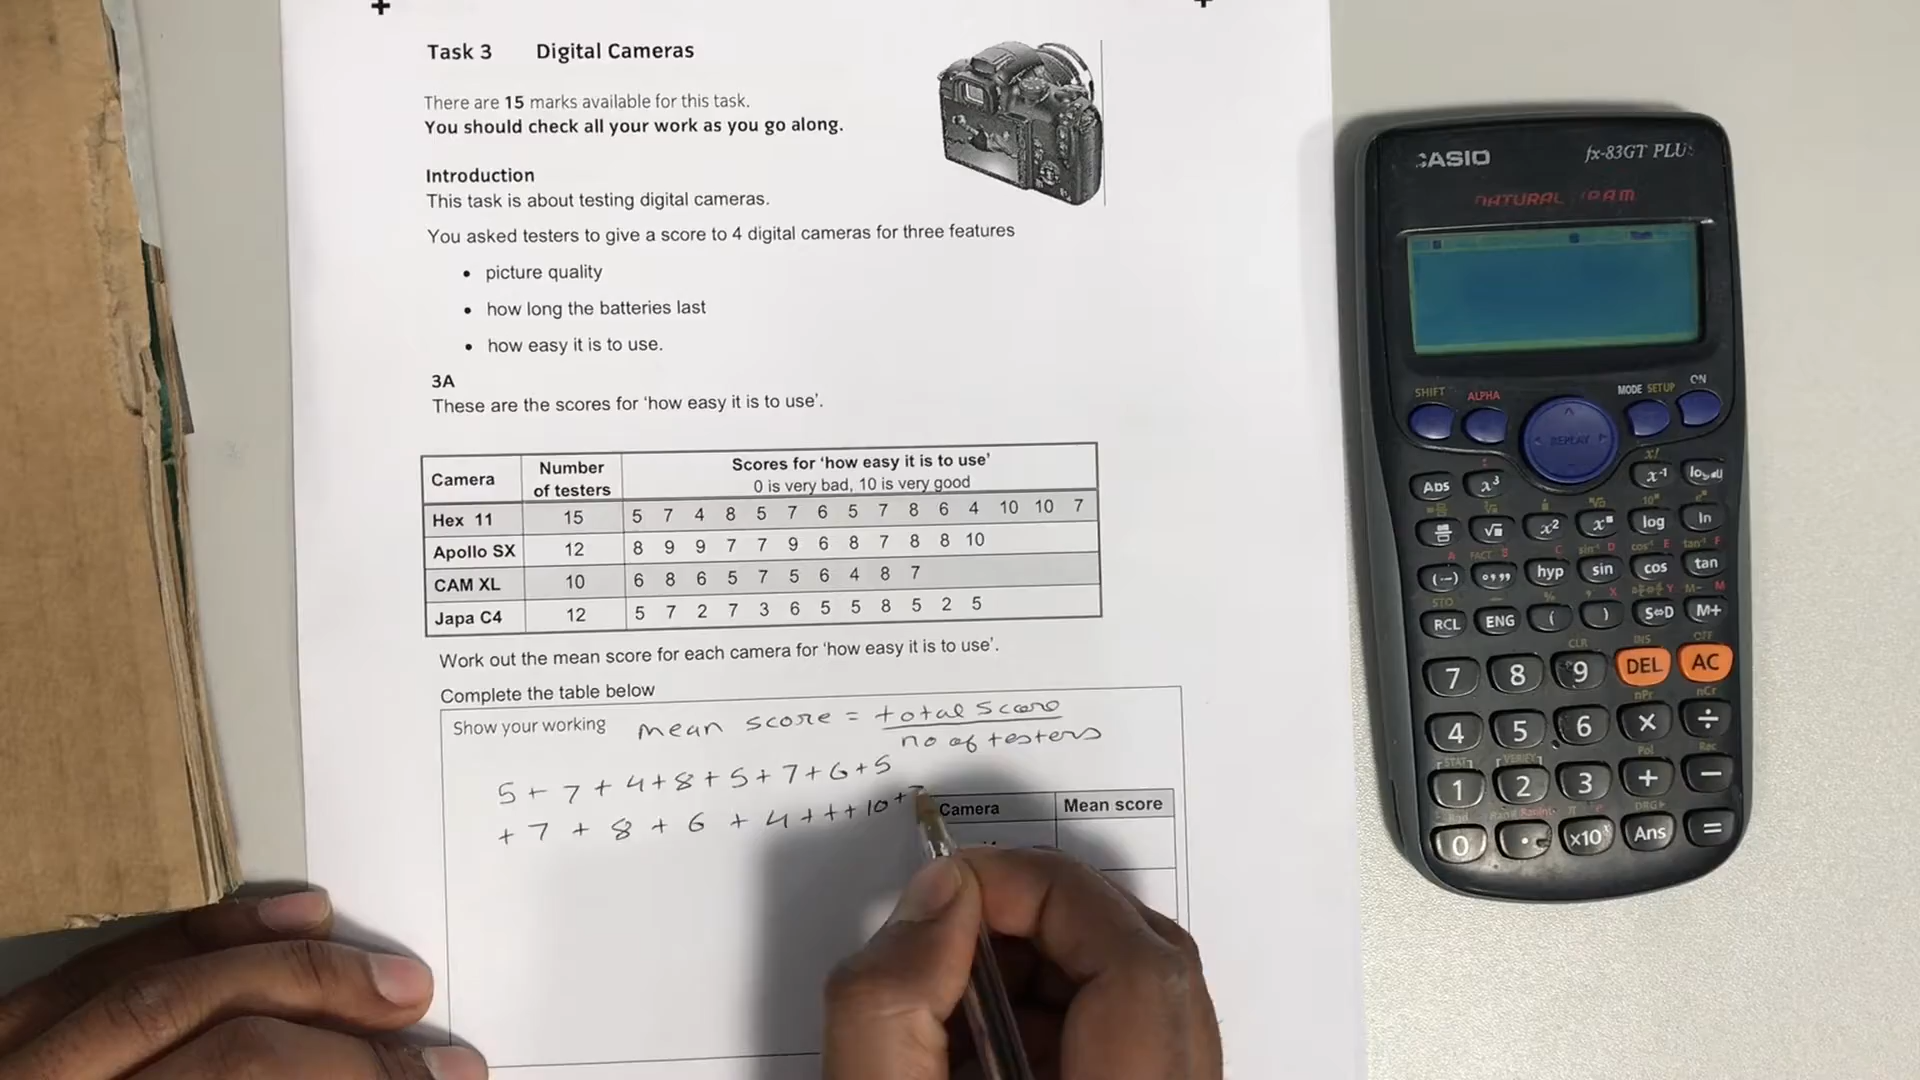 Task 3 Digital Cameras
There are 15 marks available for this task.
You should check all your work as you go along.
Introduction
This task is about testing digital cameras.
You asked testers to give a score to 4 digital cameras for three features
• picture quality
• how long the batteries last
• how easy it is to use.
3A
These are the scores for 'how easy it is to use'.
Camera Number of testers Scores for 'how easy it is to use'
0 is very bad, 10 is very good
Hex 11 15 5 7 4 8 5 7 6 5 7 8 6 4 10 10 7
Apollo SX 12 8 9 9 7 7 9 6 8 7 8 8 10
CAM XL 10 6 8 6 5 7 5 6 4 8 7
Japa C4 12 5 7 2 7 3 6 5 5 8 5 2 5
Work out the mean score for each camera for 'how easy it is to use'.
Complete the table below
Show your working mean score = total score
no of testers
5 + 7 + 4 + 8 + 5 + 7 + 6 + 5
+ 7 + 8 + 6 + 4 + + + 10 +
Camera Mean score
CASIO fx-83GT PLUS
SHIFT ALPHA REPLAY MODE SETUP ON
Abs x³ x⁻¹
√ x² log ln
(−) hyp sin cos tan
STO
RCL ENG ( ) S⇔D M+
7 8 9 DEL AC
4 5 6 × ÷
1 2 3 + −
0 . ×10ˣ Ans =